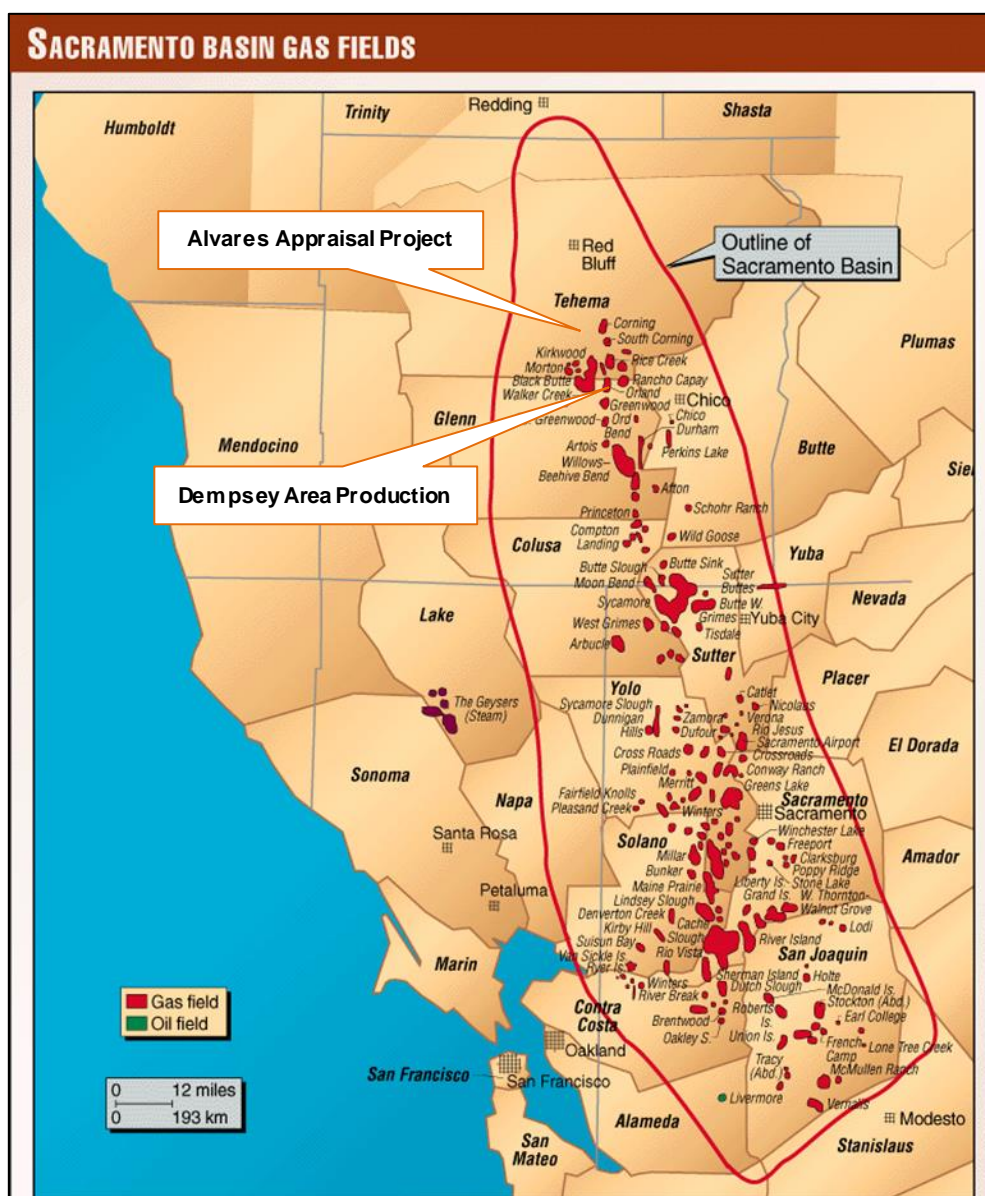 SACRAMENTO BASIN GAS FIELDS
Redding
Trinity
Shasta
Humboldt
Alvares Appraisal Project
Red
Bluff
Outline of
Sacramento Basin
Tehema
Corning
South Corning
Plumas
Kirkwood
Rice Creek
Morton
Black Butte
Rancho Capay
Walker Creek
Orland
Chico
Greenwood
Glenn
. Greenwood
Ord
Bend
Chico
Durham
Mendocino
Artois
Perkins Lake
Butte
Willows-
Beehive Bend
Sie
Dempsey Area Production
Afton
Princeton
Schohr Ranch
Compton
Landing
Wild Goose
Colusa
Yuba
Butte Slough
Butte Sink
Sutter
Buttes
Moon Bend
Nevada
Sycamore
Butte W.
Lake
Grimes
Yuba City
West Grimes
Tisdale
Arbucle
Sutter
Placer
Yolo
Catlet
The Geysers
(Steam)
Sycamore Slough
Nicolaus
Dunnigan
Hills
Zamora
Verona
Dufour
Rio Jesus
Sacramento Airport
El Dorada
Cross Roads
Crossroads
Sonoma
Plainfield
Conway Ranch
Merritt
Greens Lake
Napa
Fairfield Knolls
Sacramento
Pleasand Creek
Winters
Sacramento
Santa Rosa
Solano
Winchester Lake
Freeport
Millar
Clarksburg
Amador
Bunker
Poppy Ridge
Petaluma
Maine Prairie
Liberty Is.
Stone Lake
Lindsey Slough
Grand Is.
W. Thornton-
Walnut Grove
Denverton Creek
Cache
Slough
Kirby Hill
Lodi
Suisun Bay
River Island
Rio Vista
Van Sickle Is.
San Joaquin
Marin
Ryer Is.
Sherman Island
Holte
Winters
Dutch Slough
McDonald Is.
Gas field
River Break
Stockton (Abd.)
Contra
Costa
Roberts
Is.
Earl College
Oil field
Brentwood
Oakley S.
Union Is.
French
Camp
Lone Tree Creek
Oakland
Tracy
(Abd.)
McMullen Ranch
San Francisco
San Francisco
0 12 miles
0 193 km
Livermore
Vernalis
Alameda
Modesto
San
Mateo
Stanislaus